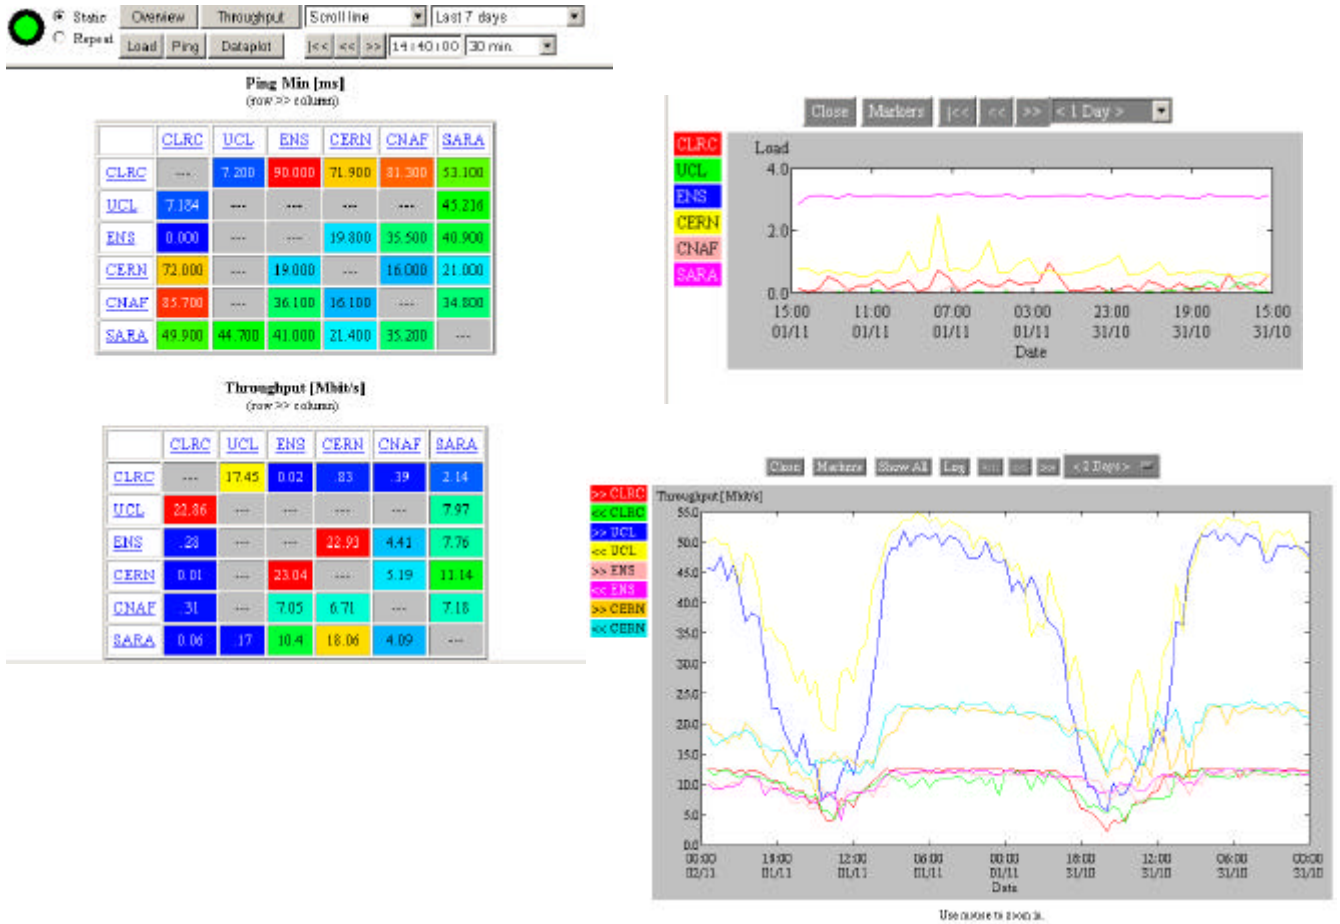 Static Overview Throughput Scroll line Last 7 days
Repeat Load Ping Dataplot |<< << >> 14:40:00 30 min.
Ping Min [ms]
(row >> column)
CLRC UCL ENS CERN CNAF SARA
CLRC --- 7.200 90.000 71.900 81.300 53.100
UCL 7.184 --- --- --- --- 45.236
ENS 0.000 --- --- 19.800 35.500 40.900
CERN 72.000 --- 19.000 --- 16.000 21.000
CNAF 85.700 --- 36.100 16.100 --- 34.800
SARA 49.900 44.700 41.000 21.400 35.200 ---
Throughput [Mbit/s]
(row >> column)
CLRC UCL ENS CERN CNAF SARA
CLRC --- 17.45 0.02 .83 .39 2.14
UCL 22.86 --- --- --- --- 7.97
ENS .28 --- --- 22.93 4.41 7.76
CERN 0.01 --- 23.04 --- 5.19 11.14
CNAF .31 --- 7.05 6.71 --- 7.18
SARA 0.06 .17 10.4 18.06 4.09 ---
Close Markers |<< << >> < 1 Day >
CLRC
UCL
ENS
CERN
CNAF
SARA
Load
4.0
2.0
0.0
15:00 11:00 07:00 03:00 23:00 19:00 15:00
01/11 01/11 01/11 01/11 31/10 31/10 31/10
Date
Close Markers Show All Log << >> < 2 Days >
>> CLRC
<< CLRC
>> UCL
<< UCL
>> ENS
<< ENS
>> CERN
<< CERN
Throughput [Mbit/s]
55.0
50.0
45.0
40.0
35.0
30.0
25.0
20.0
15.0
10.0
5.0
0.0
00:00 18:00 12:00 06:00 00:00 18:00 12:00 06:00 00:00
02/11 01/11 01/11 01/11 01/11 31/10 31/10 31/10 31/10
Date
Use mouse to zoom in.